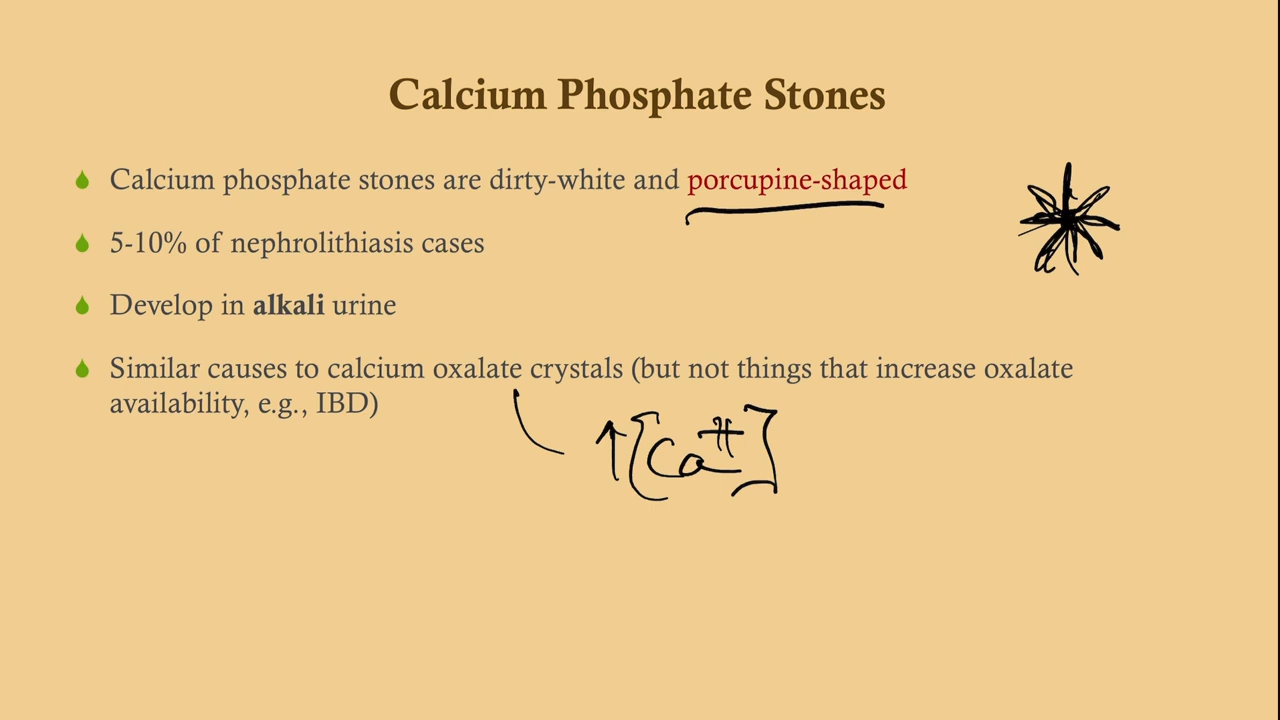 Calcium Phosphate Stones
Calcium phosphate stones are dirty-white and porcupine-shaped
5-10% of nephrolithiasis cases
Develop in alkali urine
Similar causes to calcium oxalate crystals (but not things that increase oxalate
availability, e.g., IBD)
↑[Ca⁺⁺]